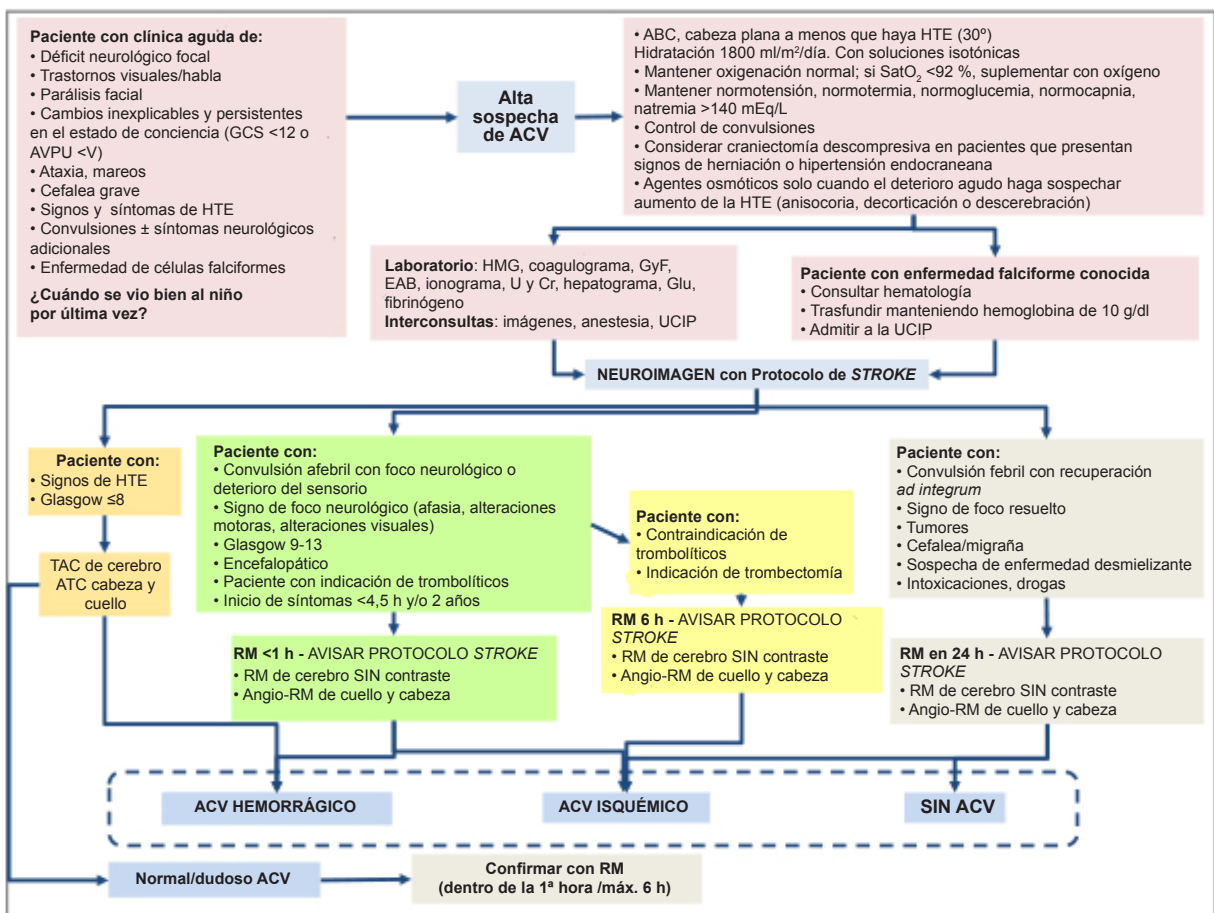 Paciente con clínica aguda de:
• Déficit neurológico focal
• Trastornos visuales/habla
• Parálisis facial
• Cambios inexplicables y persistentes
en el estado de conciencia (GCS <12 o
AVPU <V)
• Ataxia, mareos
• Cefalea grave
• Signos y síntomas de HTE
• Convulsiones ± síntomas neurológicos
adicionales
• Enfermedad de células falciformes
¿Cuándo se vio bien al niño
por última vez?
Alta
sospecha
de ACV
• ABC, cabeza plana a menos que haya HTE (30º)
Hidratación 1800 ml/m²/día. Con soluciones isotónicas
• Mantener oxigenación normal; si SatO₂ <92 %, suplementar con oxígeno
• Mantener normotensión, normotermia, normoglucemia, normocapnia,
natremia >140 mEq/L
• Control de convulsiones
• Considerar craniectomía descompresiva en pacientes que presentan
signos de herniación o hipertensión endocraneana
• Agentes osmóticos solo cuando el deterioro agudo haga sospechar
aumento de la HTE (anisocoria, decorticación o descerebración)
Laboratorio: HMG, coagulograma, GyF,
EAB, ionograma, U y Cr, hepatograma, Glu,
fibrinógeno
Interconsultas: imágenes, anestesia, UCIP
Paciente con enfermedad falciforme conocida
• Consultar hematología
• Trasfundir manteniendo hemoglobina de 10 g/dl
• Admitir a la UCIP
NEUROIMAGEN con Protocolo de STROKE
Paciente con:
• Signos de HTE
• Glasgow ≤8
TAC de cerebro
ATC cabeza y
cuello
Paciente con:
• Convulsión afebril con foco neurológico o
deterioro del sensorio
• Signo de foco neurológico (afasia, alteraciones
motoras, alteraciones visuales)
• Glasgow 9-13
• Encefalopático
• Paciente con indicación de trombolíticos
• Inicio de síntomas <4,5 h y/o 2 años
RM <1 h - AVISAR PROTOCOLO STROKE
• RM de cerebro SIN contraste
• Angio-RM de cuello y cabeza
Paciente con:
• Contraindicación de
trombolíticos
• Indicación de trombectomía
RM 6 h - AVISAR PROTOCOLO
STROKE
• RM de cerebro SIN contraste
• Angio-RM de cuello y cabeza
Paciente con:
• Convulsión febril con recuperación
ad integrum
• Signo de foco resuelto
• Tumores
• Cefalea/migraña
• Sospecha de enfermedad desmielizante
• Intoxicaciones, drogas
RM en 24 h - AVISAR PROTOCOLO
STROKE
• RM de cerebro SIN contraste
• Angio-RM de cuello y cabeza
ACV HEMORRÁGICO
ACV ISQUÉMICO
SIN ACV
Normal/dudoso ACV
Confirmar con RM
(dentro de la 1ª hora /máx. 6 h)